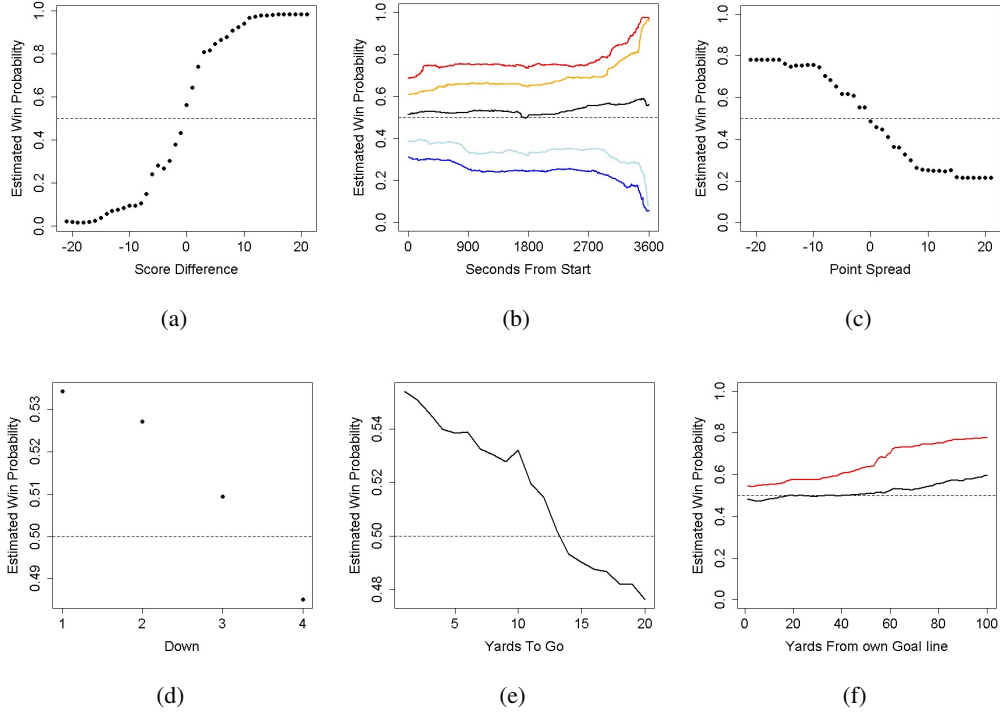 Estimated Win Probability
0.0 0.2 0.4 0.6 0.8 1.0
-20 -10 0 10 20
Score Difference
(a)
Estimated Win Probability
0.0 0.2 0.4 0.6 0.8 1.0
0 900 1800 2700 3600
Seconds From Start
(b)
Estimated Win Probability
0.0 0.2 0.4 0.6 0.8 1.0
-20 -10 0 10 20
Point Spread
(c)
Estimated Win Probability
0.49 0.50 0.51 0.52 0.53
1 2 3 4
Down
(d)
Estimated Win Probability
0.48 0.50 0.52 0.54
5 10 15 20
Yards To Go
(e)
Estimated Win Probability
0.0 0.2 0.4 0.6 0.8 1.0
0 20 40 60 80 100
Yards From own Goal line
(f)